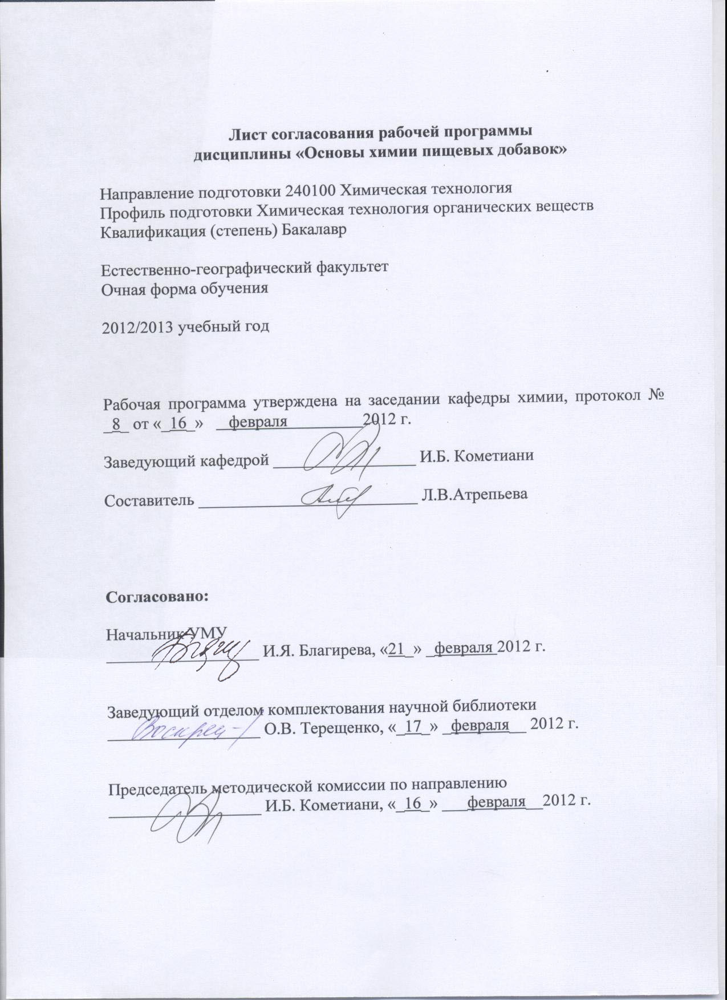 Лист согласования рабочей программы
дисциплины «Основы химии пищевых добавок»
Направление подготовки 240100 Химическая технология
Профиль подготовки Химическая технология органических веществ
Квалификация (степень) Бакалавр
Естественно-географический факультет
Очная форма обучения
2012/2013 учебный год
Рабочая программа утверждена на заседании кафедры химии, протокол №
_8_ от «_16_» __февраля_________2012 г.
Заведующий кафедрой _________________ И.Б. Кометиани
Составитель __________________________ Л.В.Атрепьева
Согласовано:
Начальник УМУ
__________________ И.Я. Благирева, «21_» _февраля 2012 г.
Заведующий отделом комплектования научной библиотеки
__________________ О.В. Терещенко, «_17_» _февраля__ 2012 г.
Председатель методической комиссии по направлению
__________________ И.Б. Кометиани, «_16_» ___февраля__2012 г.